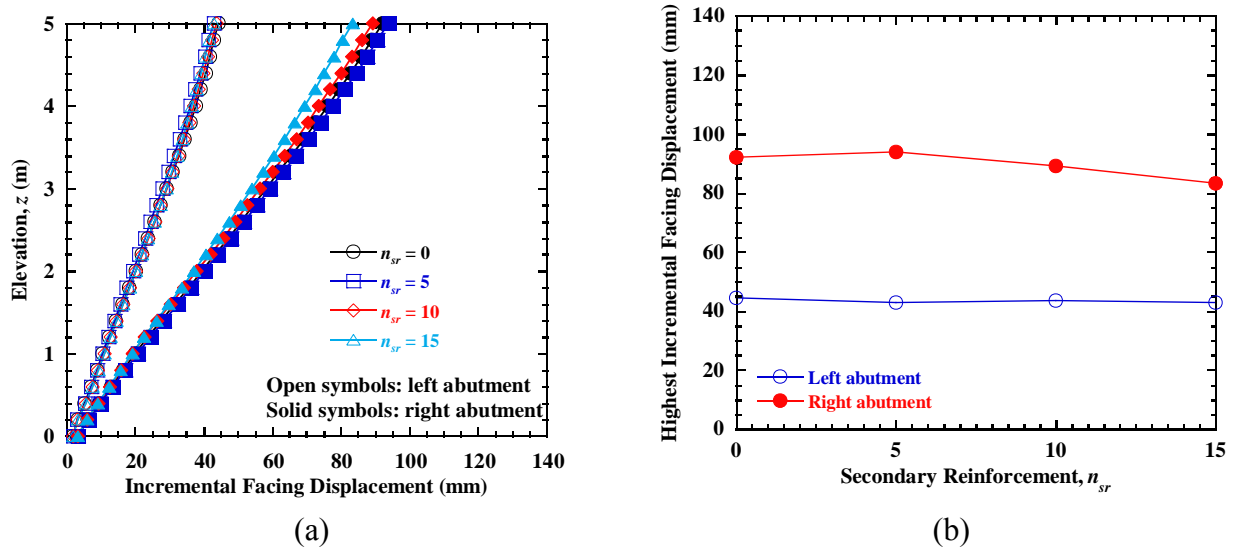 5
4
3
2
1
0
Elevation, z (m)
n_sr = 0
n_sr = 5
n_sr = 10
n_sr = 15
Open symbols: left abutment
Solid symbols: right abutment
0 20 40 60 80 100 120 140
Incremental Facing Displacement (mm)
(a)
140
120
100
80
60
40
20
0
Highest Incremental Facing Displacement (mm)
Left abutment
Right abutment
0 5 10 15
Secondary Reinforcement, n_sr
(b)